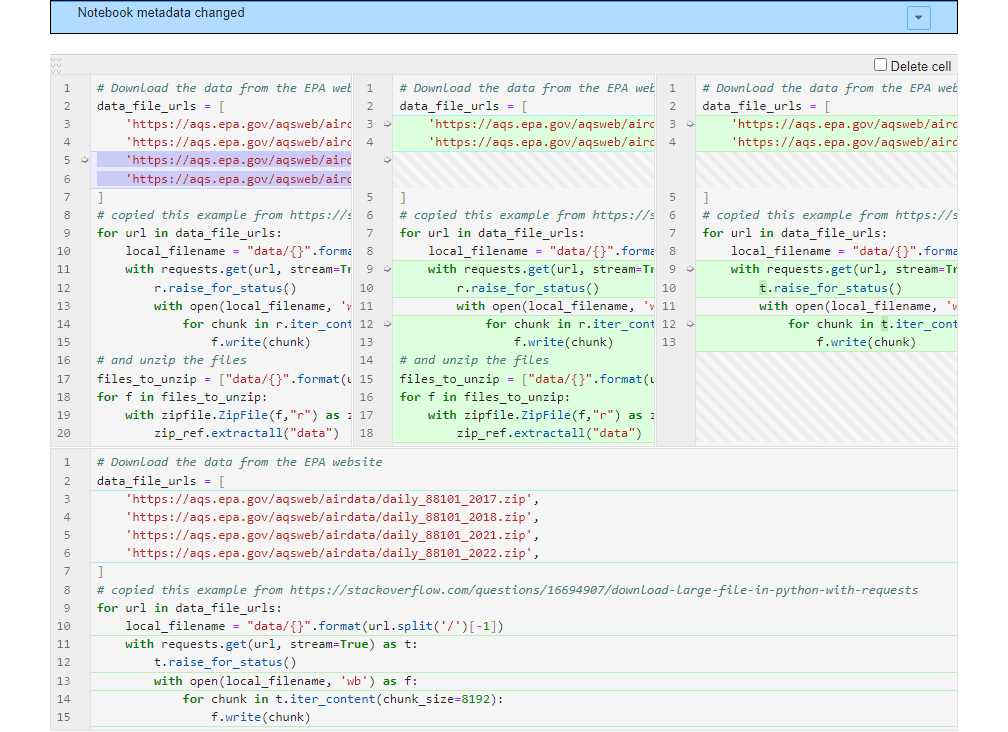 Notebook metadata changed
Delete cell
1 # Download the data from the EPA web
2 data_file_urls = [
3 'https://aqs.epa.gov/aqsweb/aird
4 'https://aqs.epa.gov/aqsweb/aird
5 'https://aqs.epa.gov/aqsweb/aird
6 'https://aqs.epa.gov/aqsweb/aird
7 ]
8 # copied this example from https://s
9 for url in data_file_urls:
10 local_filename = "data/{}".forma
11 with requests.get(url, stream=Tr
12 r.raise_for_status()
13 with open(local_filename, 'w
14 for chunk in r.iter_cont
15 f.write(chunk)
16 # and unzip the files
17 files_to_unzip = ["data/{}".format(u
18 for f in files_to_unzip:
19 with zipfile.ZipFile(f,"r") as z
20 zip_ref.extractall("data")
1 # Download the data from the EPA web
2 data_file_urls = [
3 'https://aqs.epa.gov/aqsweb/aird
4 'https://aqs.epa.gov/aqsweb/aird
5 ]
6 # copied this example from https://s
7 for url in data_file_urls:
8 local_filename = "data/{}".forma
9 with requests.get(url, stream=Tr
10 r.raise_for_status()
11 with open(local_filename, 'w
12 for chunk in r.iter_cont
13 f.write(chunk)
14 # and unzip the files
15 files_to_unzip = ["data/{}".format(u
16 for f in files_to_unzip:
17 with zipfile.ZipFile(f,"r") as z
18 zip_ref.extractall("data")
1 # Download the data from the EPA web
2 data_file_urls = [
3 'https://aqs.epa.gov/aqsweb/airc
4 'https://aqs.epa.gov/aqsweb/airc
5 ]
6 # copied this example from https://s
7 for url in data_file_urls:
8 local_filename = "data/{}".forma
9 with requests.get(url, stream=Tr
10 t.raise_for_status()
11 with open(local_filename, 'w
12 for chunk in t.iter_cont
13 f.write(chunk)
1 # Download the data from the EPA website
2 data_file_urls = [
3 'https://aqs.epa.gov/aqsweb/airdata/daily_88101_2017.zip',
4 'https://aqs.epa.gov/aqsweb/airdata/daily_88101_2018.zip',
5 'https://aqs.epa.gov/aqsweb/airdata/daily_88101_2021.zip',
6 'https://aqs.epa.gov/aqsweb/airdata/daily_88101_2022.zip',
7 ]
8 # copied this example from https://stackoverflow.com/questions/16694907/download-large-file-in-python-with-requests
9 for url in data_file_urls:
10 local_filename = "data/{}".format(url.split('/')[-1])
11 with requests.get(url, stream=True) as t:
12 t.raise_for_status()
13 with open(local_filename, 'wb') as f:
14 for chunk in t.iter_content(chunk_size=8192):
15 f.write(chunk)